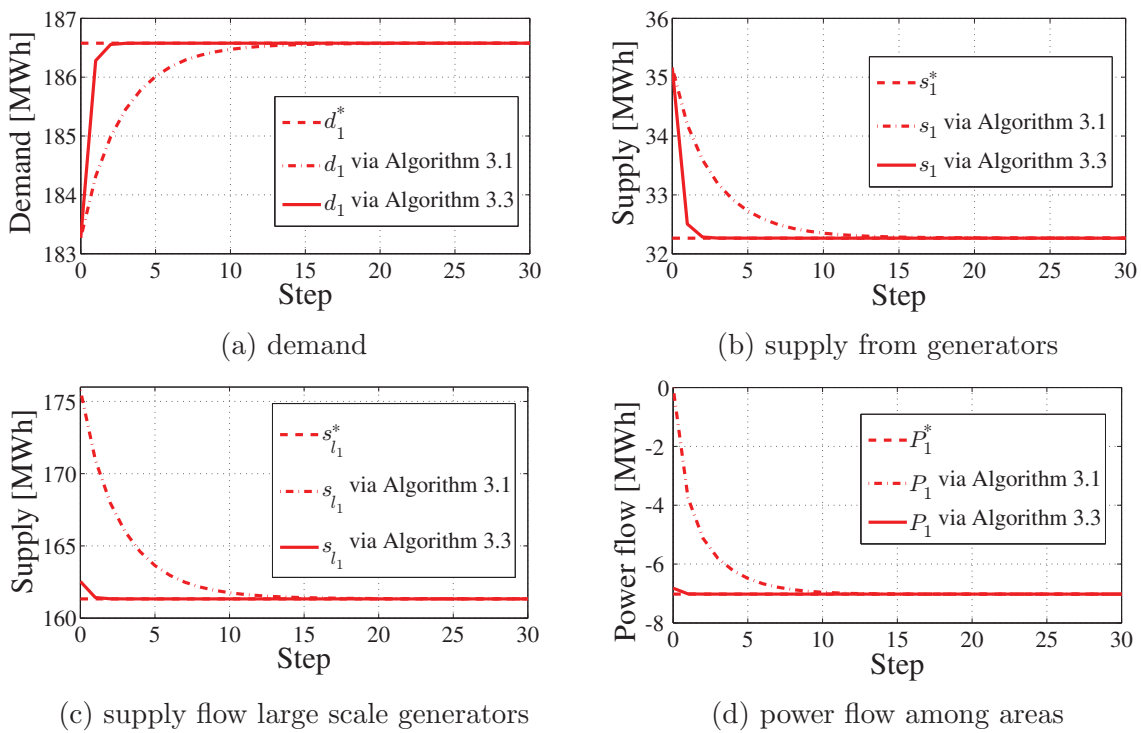 187
186
185
184
183
Demand [MWh]
d₁*
d₁ via Algorithm 3.1
d₁ via Algorithm 3.3
0 5 10 15 20 25 30
Step
(a) demand
36
35
34
33
32
Supply [MWh]
s₁*
s₁ via Algorithm 3.1
s₁ via Algorithm 3.3
0 5 10 15 20 25 30
Step
(b) supply from generators
175
170
165
160
Supply [MWh]
s_{l₁}*
s_{l₁} via Algorithm 3.1
s_{l₁} via Algorithm 3.3
0 5 10 15 20 25 30
Step
(c) supply flow large scale generators
0
-2
-4
-6
-8
Power flow [MWh]
P₁*
P₁ via Algorithm 3.1
P₁ via Algorithm 3.3
0 5 10 15 20 25 30
Step
(d) power flow among areas